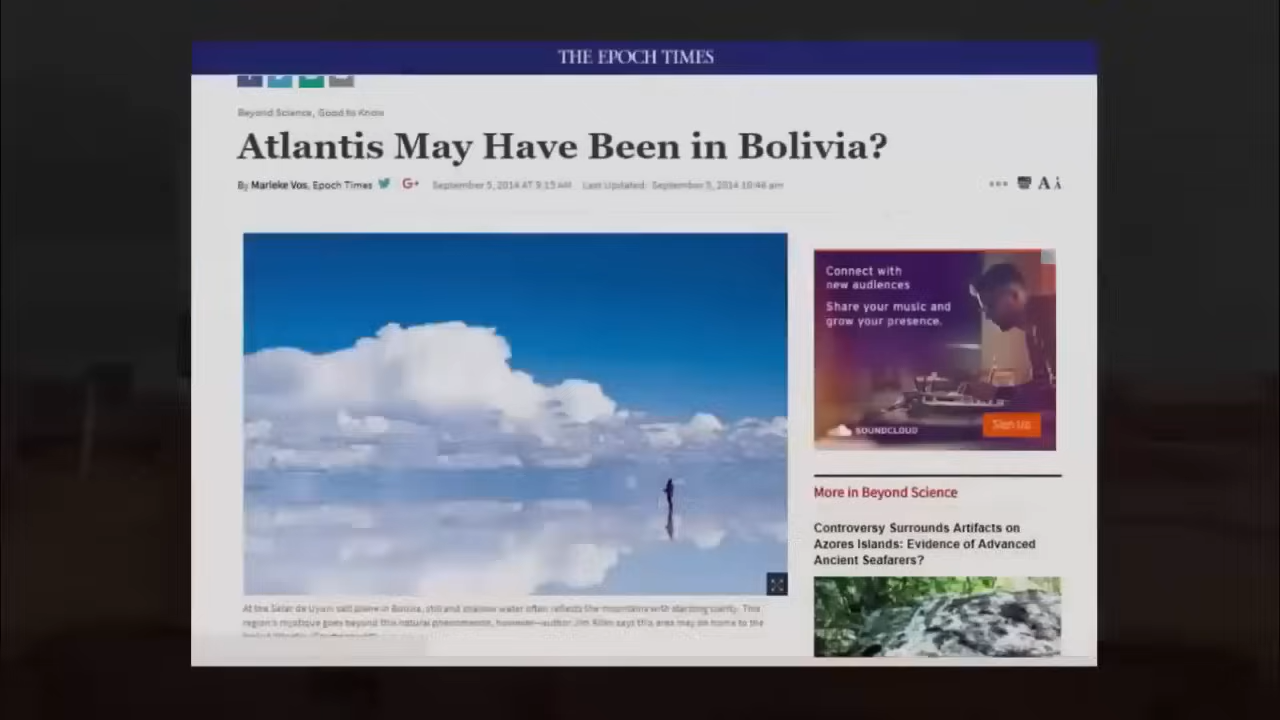 THE EPOCH TIMES
Beyond Science, Good to Know
Atlantis May Have Been in Bolivia?
By Marieke Vos, Epoch Times G+ September 5, 2014 AT 9:15 AM Last Updated: September 5, 2014 10:46 am
A A
Connect with
new audiences
Share your music and
grow your presence.
SOUNDCLOUD
Sign Up
More in Beyond Science
Controversy Surrounds Artifacts on
Azores Islands: Evidence of Advanced
Ancient Seafarers?
At the Salar de Uyuni salt plane in Bolivia, still and shallow water often reflects the mountains with startling clarity. The
region's mystique goes beyond this natural phenomena, however—author Jim Allen says this area may be home to the